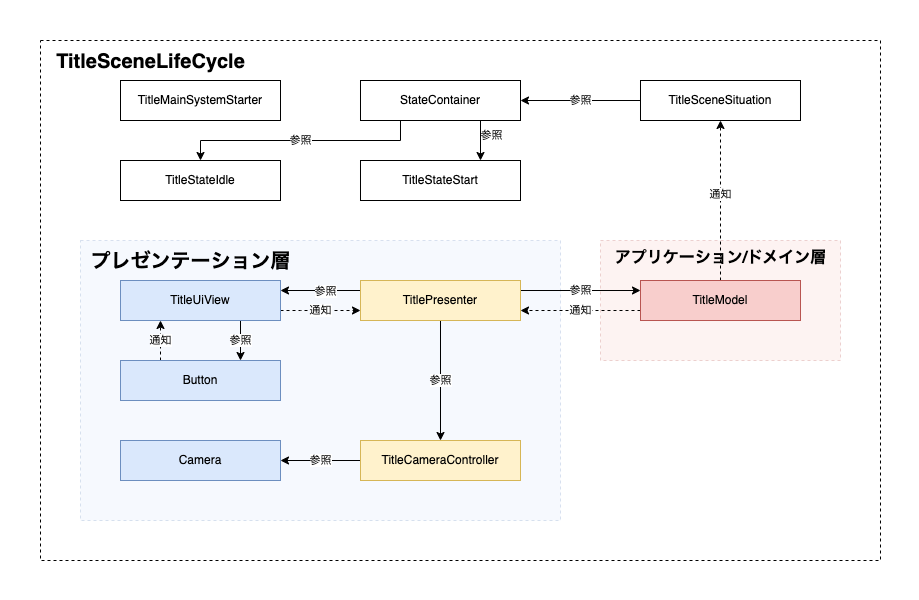 TitleSceneLifeCycle
TitleMainSystemStarter
StateContainer
参照
TitleSceneSituation
参照
参照
TitleStateIdle
TitleStateStart
通知
プレゼンテーション層
アプリケーション/ドメイン層
TitleUiView
参照
通知
TitlePresenter
参照
通知
TitleModel
通知
参照
Button
参照
Camera
参照
TitleCameraController